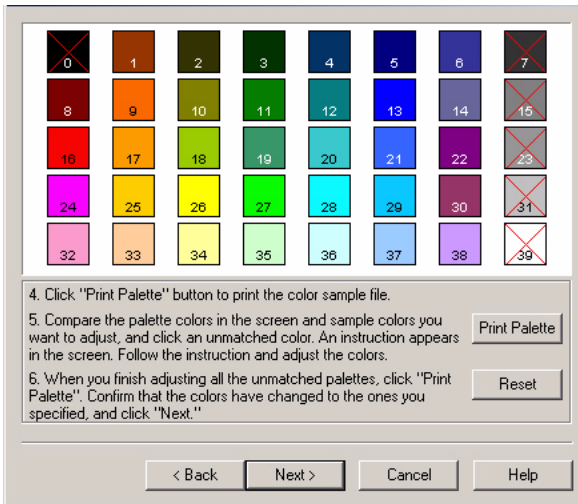 0 1 2 3 4 5 6 7
8 9 10 11 12 13 14 15
16 17 18 19 20 21 22 23
24 25 26 27 28 29 30 31
32 33 34 35 36 37 38 39
4. Click "Print Palette" button to print the color sample file.
5. Compare the palette colors in the screen and sample colors you
want to adjust, and click an unmatched color. An instruction appears
in the screen. Follow the instruction and adjust the colors.
Print Palette
6. When you finish adjusting all the unmatched palettes, click "Print
Palette". Confirm that the colors have changed to the ones you
specified, and click "Next."
Reset
< Back Next > Cancel Help